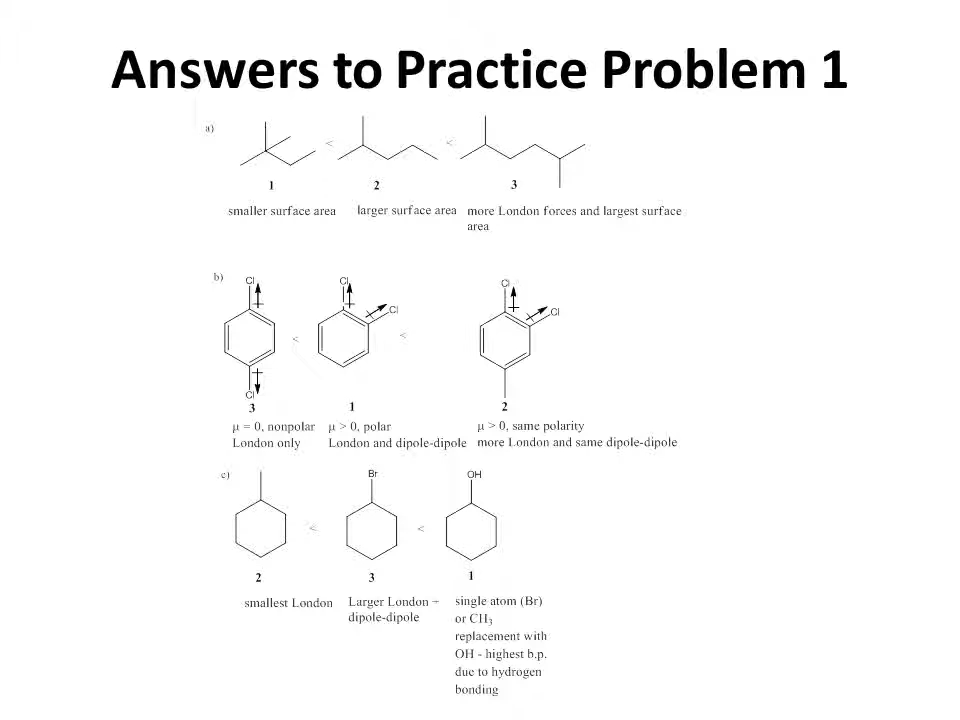 Answers to Practice Problem 1
a)
< <
1 2 3
smaller surface area larger surface area more London forces and largest surface
area
b) Cl Cl Cl
Cl Cl
< <
Cl
3 1 2
μ = 0, nonpolar μ > 0, polar μ > 0, same polarity
London only London and dipole-dipole more London and same dipole-dipole
c) Br OH
< <
2 3 1
smallest London Larger London + single atom (Br)
dipole-dipole or CH₃
replacement with
OH - highest b.p.
due to hydrogen
bonding